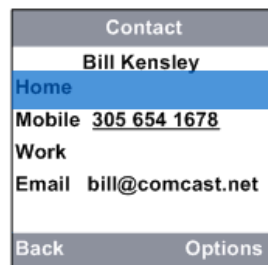 Contact
Bill Kensley
Home
Mobile 305 654 1678
Work
Email bill@comcast.net
Back Options